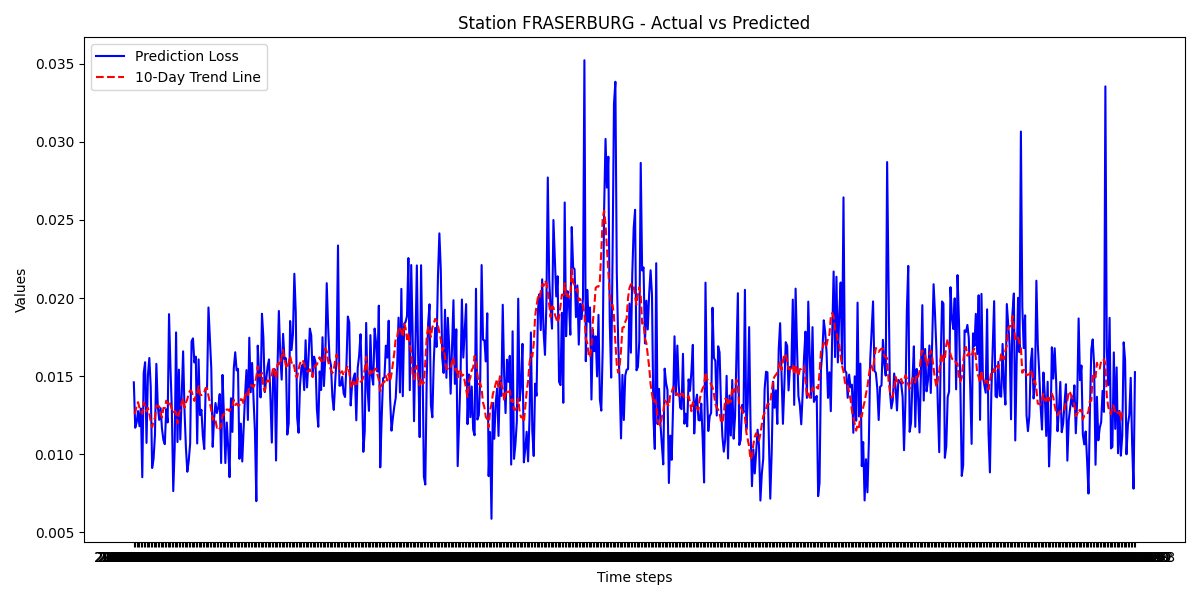 Station FRASERBURG - Actual vs Predicted
Prediction Loss
10-Day Trend Line
Values
0.035
0.030
0.025
0.020
0.015
0.010
0.005
Time steps